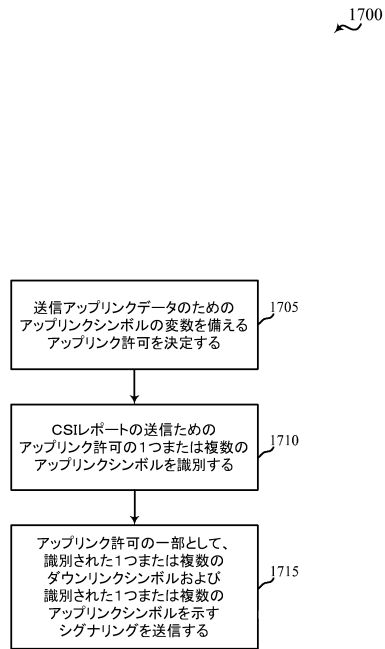 1700
送信アップリンクデータのための
アップリンクシンボルの変数を備える
アップリンク許可を決定する
1705
CSIレポートの送信ための
アップリンク許可の1つまたは複数の
アップリンクシンボルを識別する
1710
アップリンク許可の一部として、
識別された1つまたは複数の
ダウンリンクシンボルおよび
識別された1つまたは複数の
アップリンクシンボルを示す
シグナリングを送信する
1715